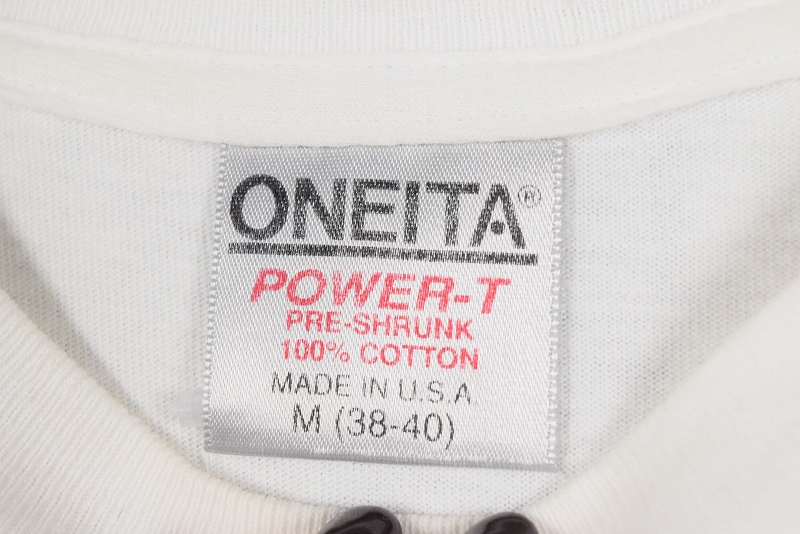 ONEITA®
POWER-T
PRE-SHRUNK
100% COTTON
MADE IN U.S.A.
M (38-40)